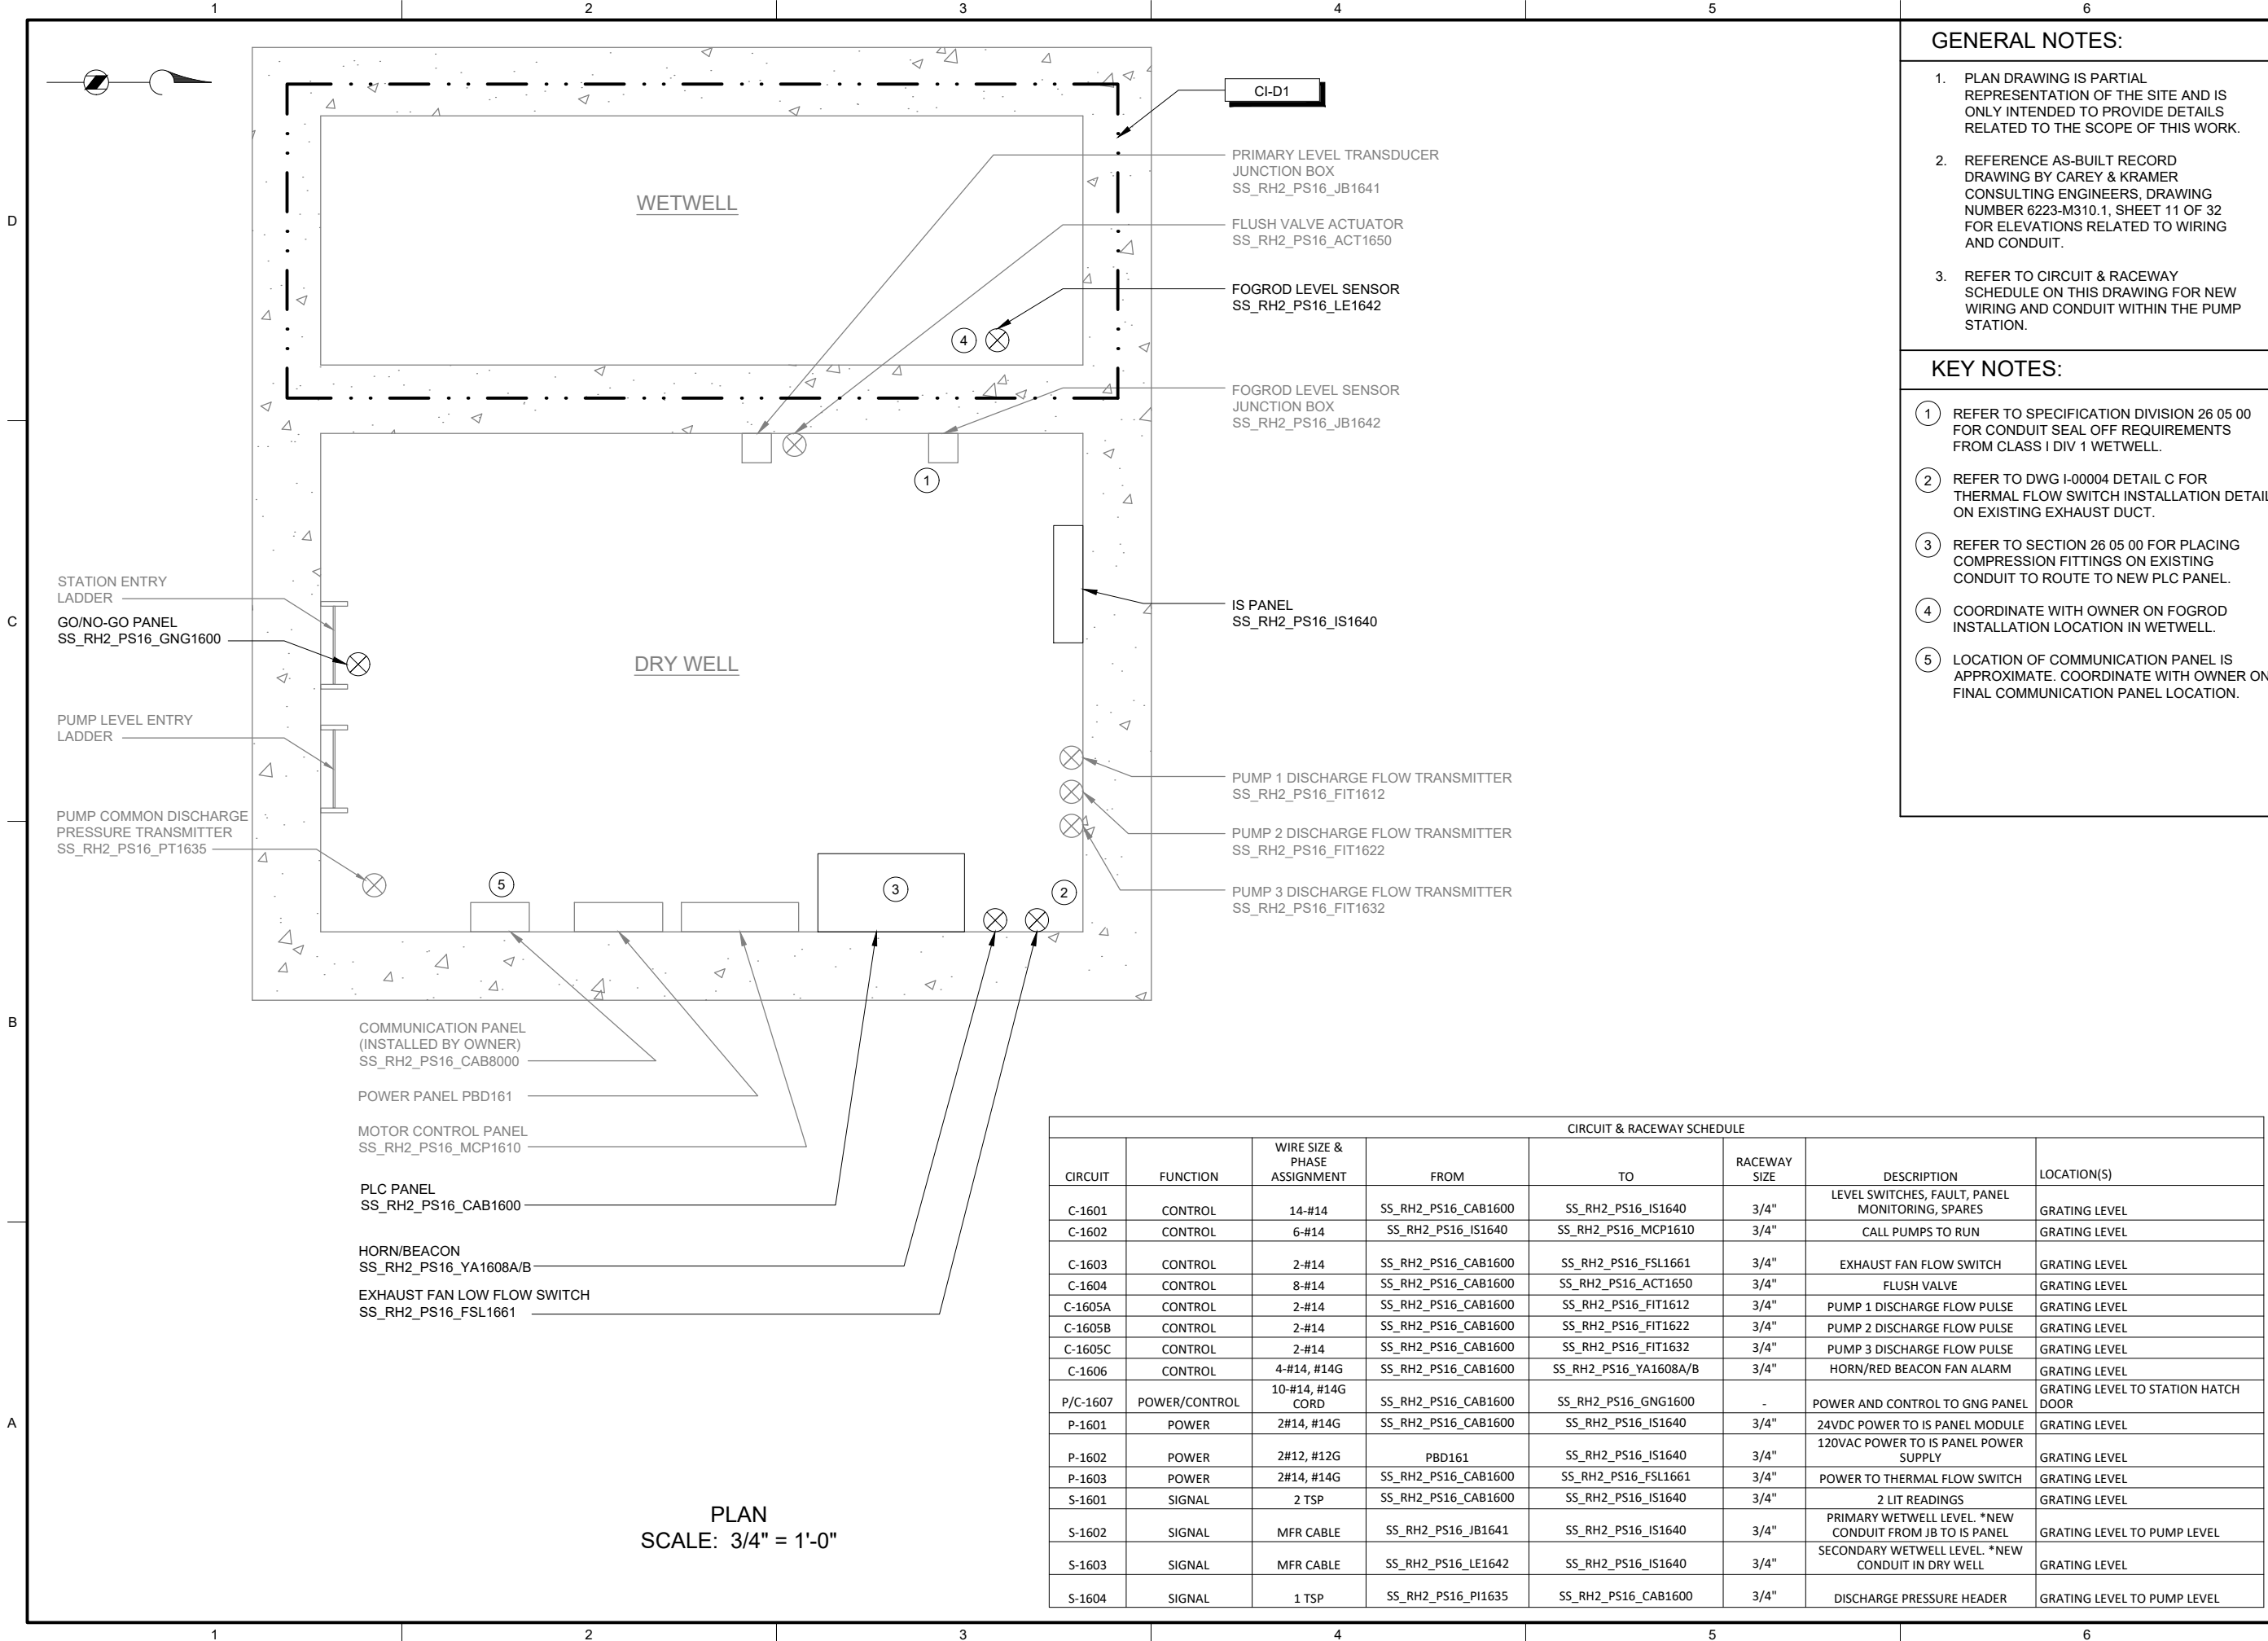 1 2 3 4 5 6
D
C
B
A
CI-D1
WETWELL
PRIMARY LEVEL TRANSDUCER
JUNCTION BOX
SS_RH2_PS16_JB1641
FLUSH VALVE ACTUATOR
SS_RH2_PS16_ACT1650
FOGROD LEVEL SENSOR
SS_RH2_PS16_LE1642
4
FOGROD LEVEL SENSOR
JUNCTION BOX
SS_RH2_PS16_JB1642
1
STATION ENTRY
LADDER
GO/NO-GO PANEL
SS_RH2_PS16_GNG1600
DRY WELL
IS PANEL
SS_RH2_PS16_IS1640
PUMP LEVEL ENTRY
LADDER
PUMP COMMON DISCHARGE
PRESSURE TRANSMITTER
SS_RH2_PS16_PT1635
PUMP 1 DISCHARGE FLOW TRANSMITTER
SS_RH2_PS16_FIT1612
PUMP 2 DISCHARGE FLOW TRANSMITTER
SS_RH2_PS16_FIT1622
PUMP 3 DISCHARGE FLOW TRANSMITTER
SS_RH2_PS16_FIT1632
5
3
2
COMMUNICATION PANEL
(INSTALLED BY OWNER)
SS_RH2_PS16_CAB8000
POWER PANEL PBD161
MOTOR CONTROL PANEL
SS_RH2_PS16_MCP1610
PLC PANEL
SS_RH2_PS16_CAB1600
HORN/BEACON
SS_RH2_PS16_YA1608A/B
EXHAUST FAN LOW FLOW SWITCH
SS_RH2_PS16_FSL1661
PLAN
SCALE: 3/4" = 1'-0"
GENERAL NOTES:
1. PLAN DRAWING IS PARTIAL
REPRESENTATION OF THE SITE AND IS
ONLY INTENDED TO PROVIDE DETAILS
RELATED TO THE SCOPE OF THIS WORK.
2. REFERENCE AS-BUILT RECORD
DRAWING BY CAREY & KRAMER
CONSULTING ENGINEERS, DRAWING
NUMBER 6223-M310.1, SHEET 11 OF 32
FOR ELEVATIONS RELATED TO WIRING
AND CONDUIT.
3. REFER TO CIRCUIT & RACEWAY
SCHEDULE ON THIS DRAWING FOR NEW
WIRING AND CONDUIT WITHIN THE PUMP
STATION.
KEY NOTES:
1 REFER TO SPECIFICATION DIVISION 26 05 00
FOR CONDUIT SEAL OFF REQUIREMENTS
FROM CLASS I DIV 1 WETWELL.
2 REFER TO DWG I-00004 DETAIL C FOR
THERMAL FLOW SWITCH INSTALLATION DETAIL
ON EXISTING EXHAUST DUCT.
3 REFER TO SECTION 26 05 00 FOR PLACING
COMPRESSION FITTINGS ON EXISTING
CONDUIT TO ROUTE TO NEW PLC PANEL.
4 COORDINATE WITH OWNER ON FOGROD
INSTALLATION LOCATION IN WETWELL.
5 LOCATION OF COMMUNICATION PANEL IS
APPROXIMATE. COORDINATE WITH OWNER ON
FINAL COMMUNICATION PANEL LOCATION.
CIRCUIT & RACEWAY SCHEDULE
CIRCUIT FUNCTION WIRE SIZE & PHASE ASSIGNMENT FROM TO RACEWAY SIZE DESCRIPTION LOCATION(S)
C-1601 CONTROL 14-#14 SS_RH2_PS16_CAB1600 SS_RH2_PS16_IS1640 3/4" LEVEL SWITCHES, FAULT, PANEL MONITORING, SPARES GRATING LEVEL
C-1602 CONTROL 6-#14 SS_RH2_PS16_IS1640 SS_RH2_PS16_MCP1610 3/4" CALL PUMPS TO RUN GRATING LEVEL
C-1603 CONTROL 2-#14 SS_RH2_PS16_CAB1600 SS_RH2_PS16_FSL1661 3/4" EXHAUST FAN FLOW SWITCH GRATING LEVEL
C-1604 CONTROL 8-#14 SS_RH2_PS16_CAB1600 SS_RH2_PS16_ACT1650 3/4" FLUSH VALVE GRATING LEVEL
C-1605A CONTROL 2-#14 SS_RH2_PS16_CAB1600 SS_RH2_PS16_FIT1612 3/4" PUMP 1 DISCHARGE FLOW PULSE GRATING LEVEL
C-1605B CONTROL 2-#14 SS_RH2_PS16_CAB1600 SS_RH2_PS16_FIT1622 3/4" PUMP 2 DISCHARGE FLOW PULSE GRATING LEVEL
C-1605C CONTROL 2-#14 SS_RH2_PS16_CAB1600 SS_RH2_PS16_FIT1632 3/4" PUMP 3 DISCHARGE FLOW PULSE GRATING LEVEL
C-1606 CONTROL 4-#14, #14G SS_RH2_PS16_CAB1600 SS_RH2_PS16_YA1608A/B 3/4" HORN/RED BEACON FAN ALARM GRATING LEVEL
P/C-1607 POWER/CONTROL 10-#14, #14G CORD SS_RH2_PS16_CAB1600 SS_RH2_PS16_GNG1600 - POWER AND CONTROL TO GNG PANEL GRATING LEVEL TO STATION HATCH DOOR
P-1601 POWER 2#14, #14G SS_RH2_PS16_CAB1600 SS_RH2_PS16_IS1640 3/4" 24VDC POWER TO IS PANEL MODULE GRATING LEVEL
P-1602 POWER 2#12, #12G PBD161 SS_RH2_PS16_IS1640 3/4" 120VAC POWER TO IS PANEL POWER SUPPLY GRATING LEVEL
P-1603 POWER 2#14, #14G SS_RH2_PS16_CAB1600 SS_RH2_PS16_FSL1661 3/4" POWER TO THERMAL FLOW SWITCH GRATING LEVEL
S-1601 SIGNAL 2 TSP SS_RH2_PS16_CAB1600 SS_RH2_PS16_IS1640 3/4" 2 LIT READINGS GRATING LEVEL
S-1602 SIGNAL MFR CABLE SS_RH2_PS16_JB1641 SS_RH2_PS16_IS1640 3/4" PRIMARY WETWELL LEVEL. *NEW CONDUIT FROM JB TO IS PANEL GRATING LEVEL TO PUMP LEVEL
S-1603 SIGNAL MFR CABLE SS_RH2_PS16_LE1642 SS_RH2_PS16_IS1640 3/4" SECONDARY WETWELL LEVEL. *NEW CONDUIT IN DRY WELL GRATING LEVEL
S-1604 SIGNAL 1 TSP SS_RH2_PS16_PI1635 SS_RH2_PS16_CAB1600 3/4" DISCHARGE PRESSURE HEADER GRATING LEVEL TO PUMP LEVEL
1 2 3 4 5 6